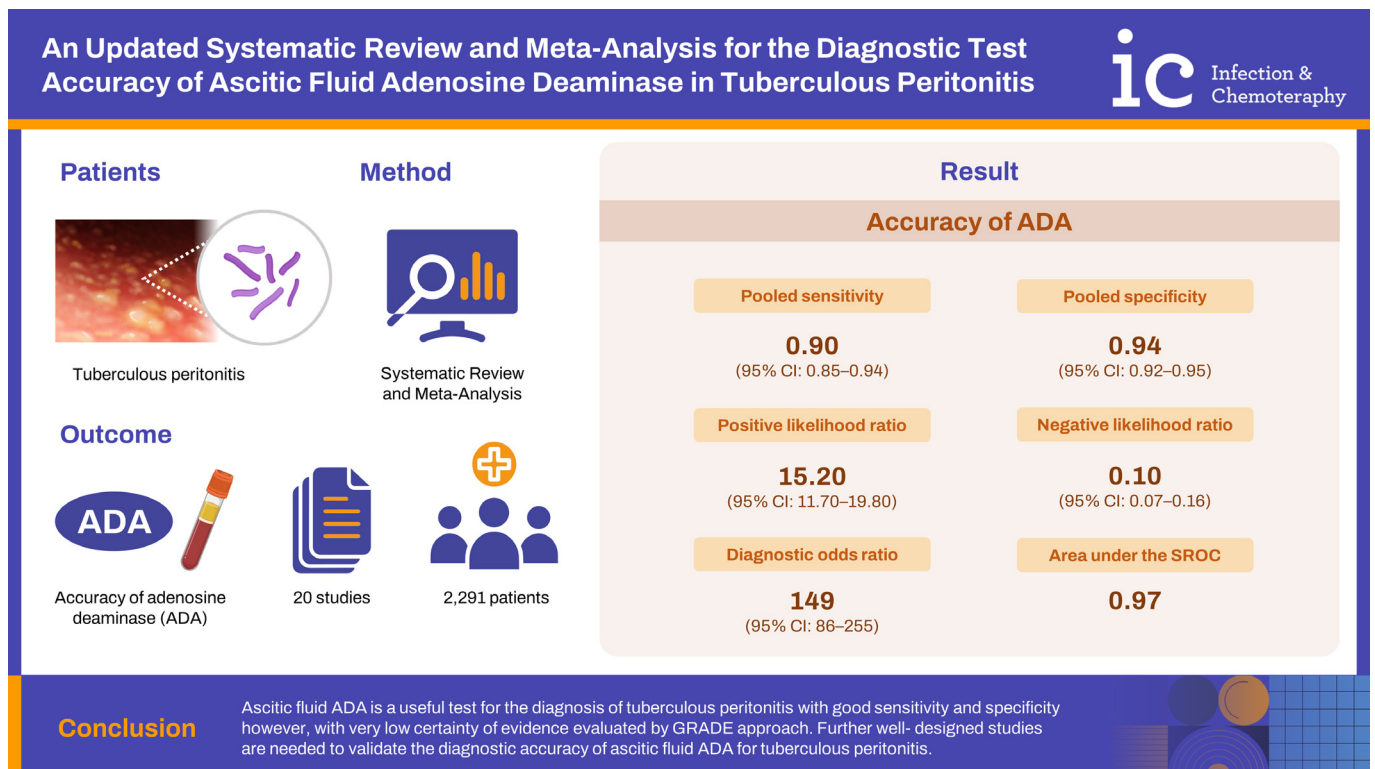 An Updated Systematic Review and Meta-Analysis for the Diagnostic Test
Accuracy of Ascitic Fluid Adenosine Deaminase in Tuberculous Peritonitis
ic
Infection &
Chemoteraphy
Patients
Tuberculous peritonitis
Method
Systematic Review
and Meta-Analysis
Outcome
ADA
Accuracy of adenosine
deaminase (ADA)
20 studies
2,291 patients
Result
Accuracy of ADA
Pooled sensitivity
0.90
(95% CI: 0.85–0.94)
Pooled specificity
0.94
(95% CI: 0.92–0.95)
Positive likelihood ratio
15.20
(95% CI: 11.70–19.80)
Negative likelihood ratio
0.10
(95% CI: 0.07–0.16)
Diagnostic odds ratio
149
(95% CI: 86–255)
Area under the SROC
0.97
Conclusion
Ascitic fluid ADA is a useful test for the diagnosis of tuberculous peritonitis with good sensitivity and specificity
however, with very low certainty of evidence evaluated by GRADE approach. Further well- designed studies
are needed to validate the diagnostic accuracy of ascitic fluid ADA for tuberculous peritonitis.